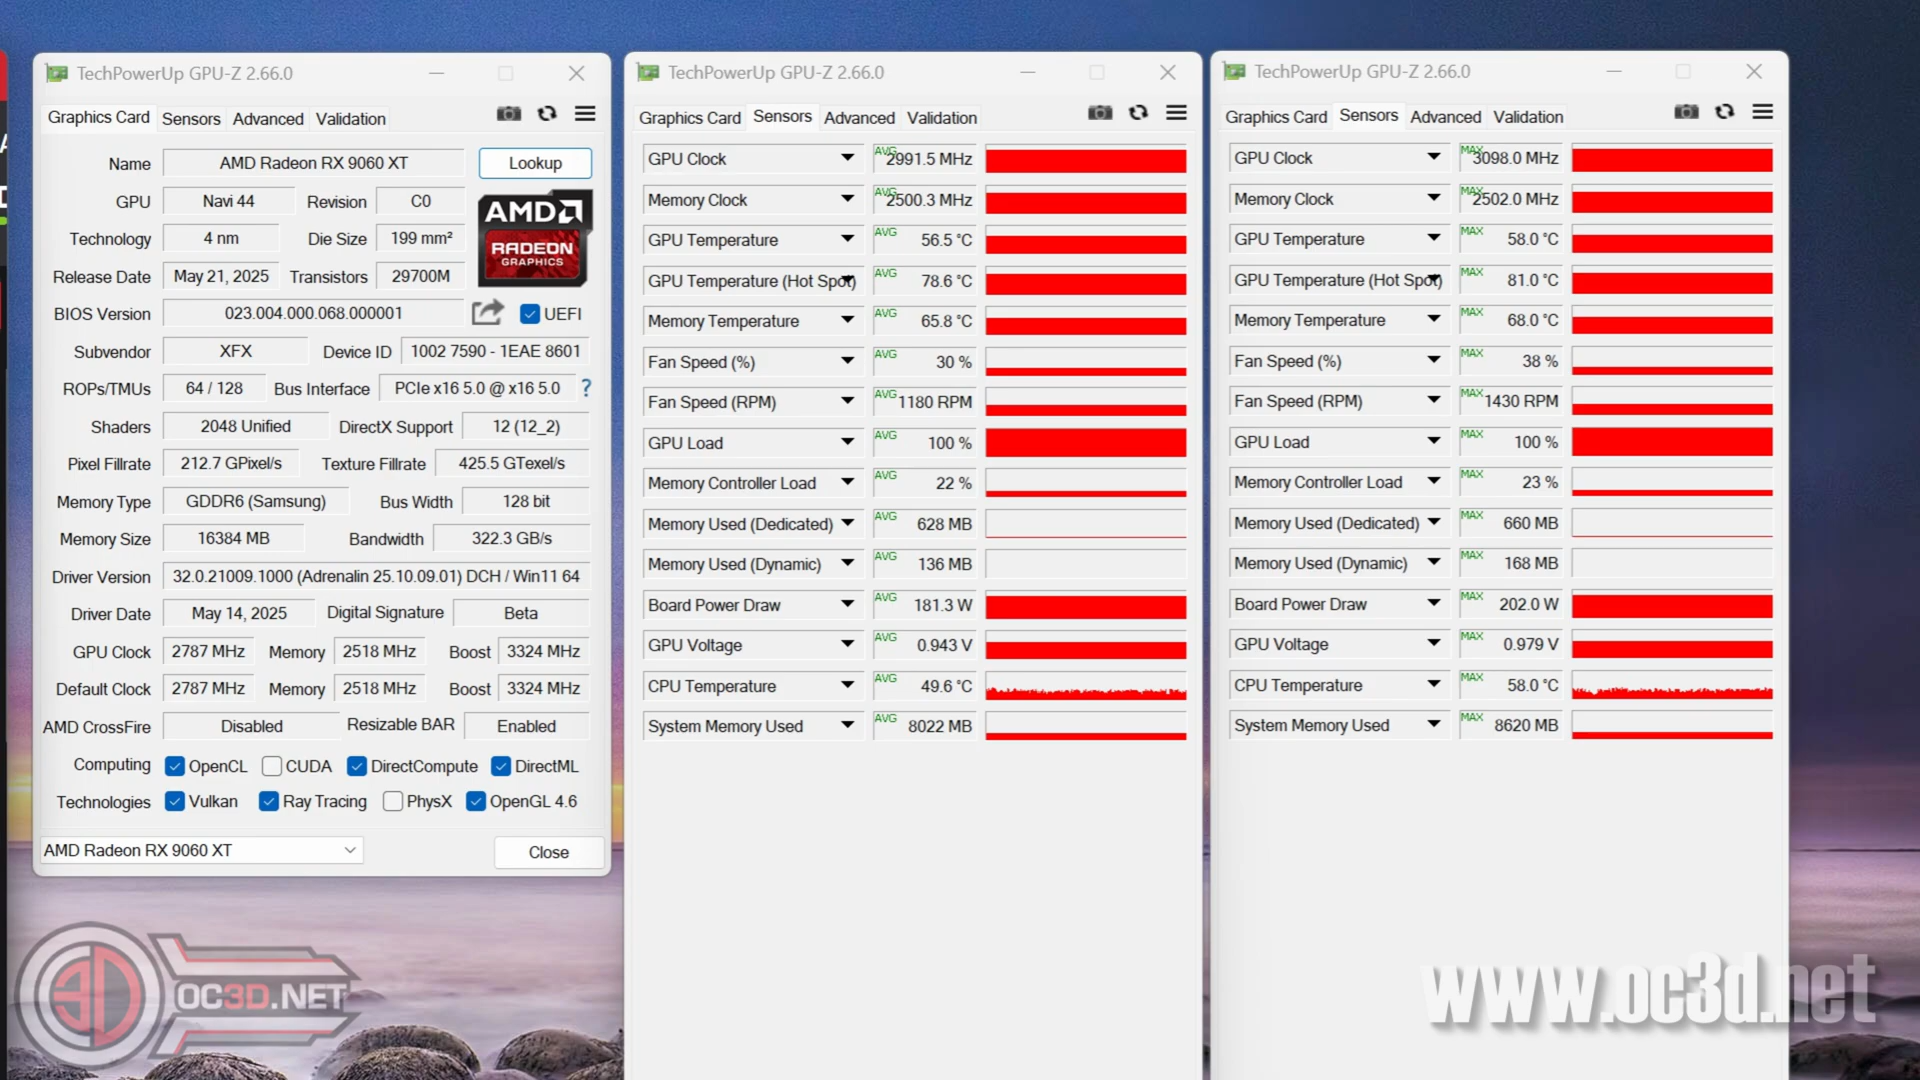 TechPowerUp GPU-Z 2.66.0
Graphics Card Sensors Advanced Validation
Name AMD Radeon RX 9060 XT Lookup
GPU Navi 44 Revision C0
Technology 4 nm Die Size 199 mm²
Release Date May 21, 2025 Transistors 29700M
AMD
RADEON
GRAPHICS
BIOS Version 023.004.000.068.000001 UEFI
Subvendor XFX Device ID 1002 7590 - 1EAE 8601
ROPs/TMUs 64 / 128 Bus Interface PCIe x16 5.0 @ x16 5.0 ?
Shaders 2048 Unified DirectX Support 12 (12_2)
Pixel Fillrate 212.7 GPixel/s Texture Fillrate 425.5 GTexel/s
Memory Type GDDR6 (Samsung) Bus Width 128 bit
Memory Size 16384 MB Bandwidth 322.3 GB/s
Driver Version 32.0.21009.1000 (Adrenalin 25.10.09.01) DCH / Win11 64
Driver Date May 14, 2025 Digital Signature Beta
GPU Clock 2787 MHz Memory 2518 MHz Boost 3324 MHz
Default Clock 2787 MHz Memory 2518 MHz Boost 3324 MHz
AMD CrossFire Disabled Resizable BAR Enabled
Computing OpenCL CUDA DirectCompute DirectML
Technologies Vulkan Ray Tracing PhysX OpenGL 4.6
AMD Radeon RX 9060 XT Close
TechPowerUp GPU-Z 2.66.0
Graphics Card Sensors Advanced Validation
GPU Clock AVG 2991.5 MHz
Memory Clock AVG 2500.3 MHz
GPU Temperature AVG 56.5 °C
GPU Temperature (Hot Spot) AVG 78.6 °C
Memory Temperature AVG 65.8 °C
Fan Speed (%) AVG 30 %
Fan Speed (RPM) AVG 1180 RPM
GPU Load AVG 100 %
Memory Controller Load AVG 22 %
Memory Used (Dedicated) AVG 628 MB
Memory Used (Dynamic) AVG 136 MB
Board Power Draw AVG 181.3 W
GPU Voltage AVG 0.943 V
CPU Temperature AVG 49.6 °C
System Memory Used AVG 8022 MB
TechPowerUp GPU-Z 2.66.0
Graphics Card Sensors Advanced Validation
GPU Clock MAX 3098.0 MHz
Memory Clock MAX 2502.0 MHz
GPU Temperature MAX 58.0 °C
GPU Temperature (Hot Spot) MAX 81.0 °C
Memory Temperature MAX 68.0 °C
Fan Speed (%) MAX 38 %
Fan Speed (RPM) MAX 1430 RPM
GPU Load MAX 100 %
Memory Controller Load MAX 23 %
Memory Used (Dedicated) MAX 660 MB
Memory Used (Dynamic) MAX 168 MB
Board Power Draw MAX 202.0 W
GPU Voltage MAX 0.979 V
CPU Temperature MAX 58.0 °C
System Memory Used MAX 8620 MB
3D OC3D.NET
www.oc3d.net